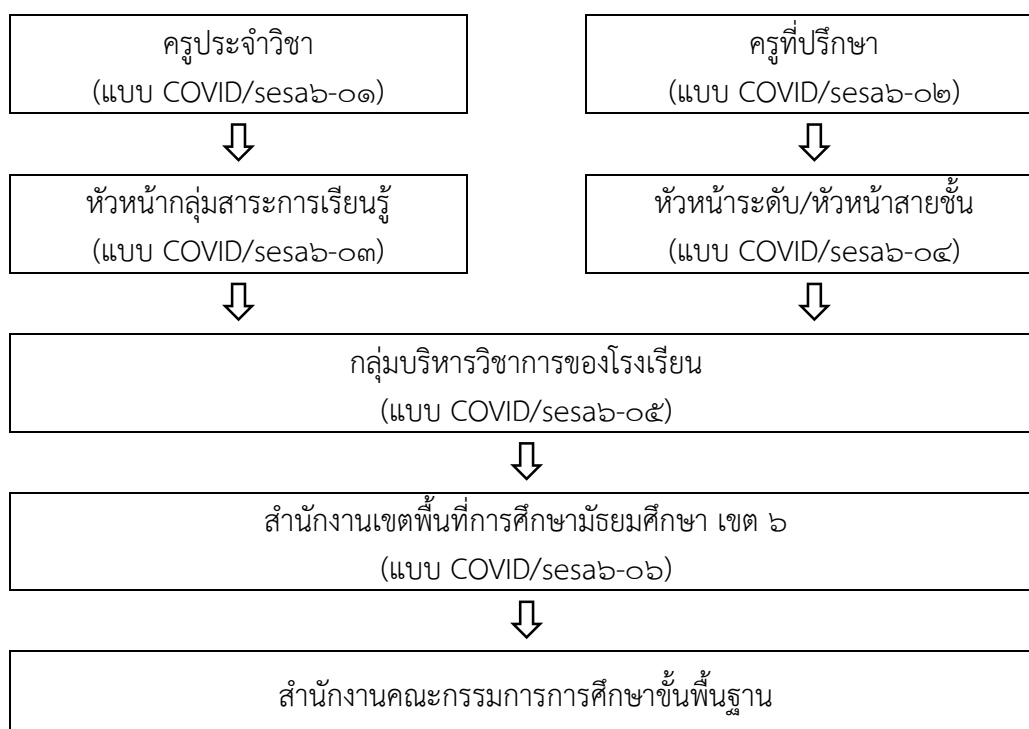 ครูประจำวิชา
(แบบ COVID/sesa๖-๐๑)
ครูที่ปรึกษา
(แบบ COVID/sesa๖-๐๒)
หัวหน้ากลุ่มสาระการเรียนรู้
(แบบ COVID/sesa๖-๐๓)
หัวหน้าระดับ/หัวหน้าสายชั้น
(แบบ COVID/sesa๖-๐๔)
กลุ่มบริหารวิชาการของโรงเรียน
(แบบ COVID/sesa๖-๐๕)
สำนักงานเขตพื้นที่การศึกษามัธยมศึกษา เขต ๖
(แบบ COVID/sesa๖-๐๖)
สำนักงานคณะกรรมการการศึกษาขั้นพื้นฐาน